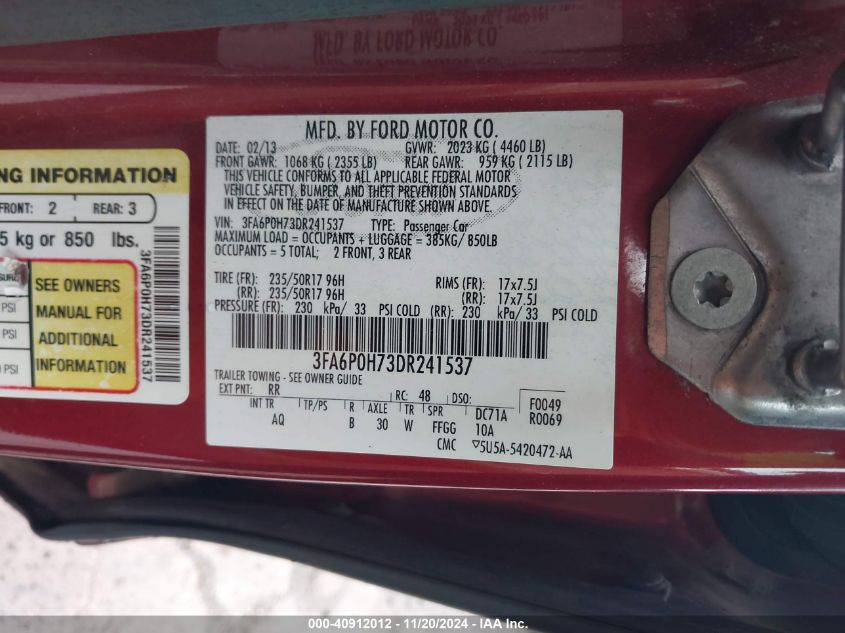 MFD. BY FORD MOTOR CO.
NG INFORMATION
FRONT: 2 REAR: 3
5 kg or 850 lbs.
SEE OWNERS
MANUAL FOR
ADDITIONAL
INFORMATION
PSI
PSI
PSI
3FA6P0H73DR241537
MFD. BY FORD MOTOR CO.
DATE: 02/13 GVWR: 2023 KG ( 4460 LB)
FRONT GAWR: 1068 KG ( 2355 LB) REAR GAWR: 959 KG ( 2115 LB)
THIS VEHICLE CONFORMS TO ALL APPLICABLE FEDERAL MOTOR
VEHICLE SAFETY, BUMPER, AND THEFT PREVENTION STANDARDS
IN EFFECT ON THE DATE OF MANUFACTURE SHOWN ABOVE.
VIN: 3FA6P0H73DR241537 TYPE: Passenger Car
MAXIMUM LOAD = OCCUPANTS + LUGGAGE = 385KG/ 850LB
OCCUPANTS = 5 TOTAL; 2 FRONT, 3 REAR
TIRE (FR): 235/50R17 96H RIMS (FR): 17x7.5J
(RR): 235/50R17 96H (RR): 17x7.5J
PRESSURE (FR): 230 kPa/ 33 PSI COLD (RR): 230 kPa/ 33 PSI COLD
3FA6P0H73DR241537
TRAILER TOWING - SEE OWNER GUIDE
EXT PNT: RR RC: 48 DSO: F0049
INT TR TP/PS R AXLE TR SPR DC71A R0069
AQ B 30 W FFGG 10A
CMC ▽5U5A-5420472-AA
000-40912012 - 11/20/2024 - IAAI.COM, INC.